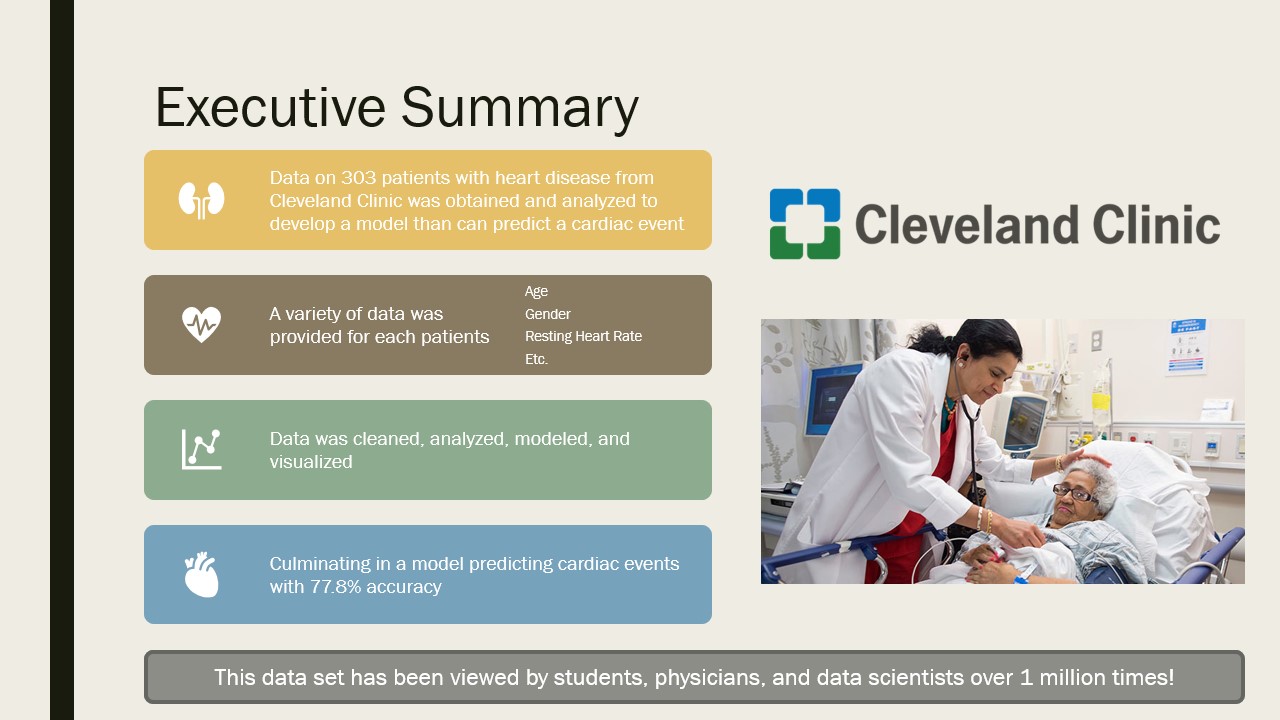 Executive Summary
Data on 303 patients with heart disease from
Cleveland Clinic was obtained and analyzed to
develop a model than can predict a cardiac event
A variety of data was
provided for each patients
Age
Gender
Resting Heart Rate
Etc.
Data was cleaned, analyzed, modeled, and
visualized
Culminating in a model predicting cardiac events
with 77.8% accuracy
Cleveland Clinic
This data set has been viewed by students, physicians, and data scientists over 1 million times!